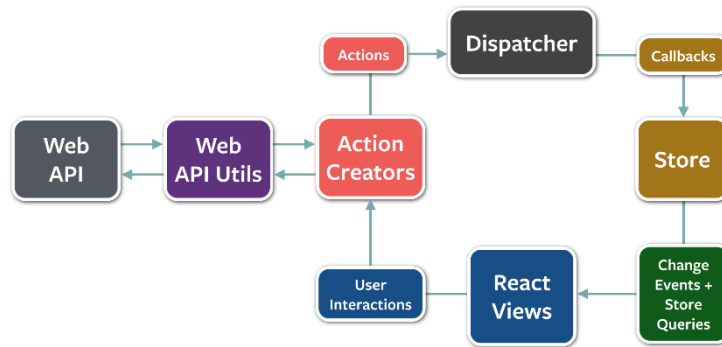 Dispatcher
Actions
Callbacks
Web
API
Web
API Utils
Action
Creators
Store
User
Interactions
React
Views
Change
Events +
Store
Queries